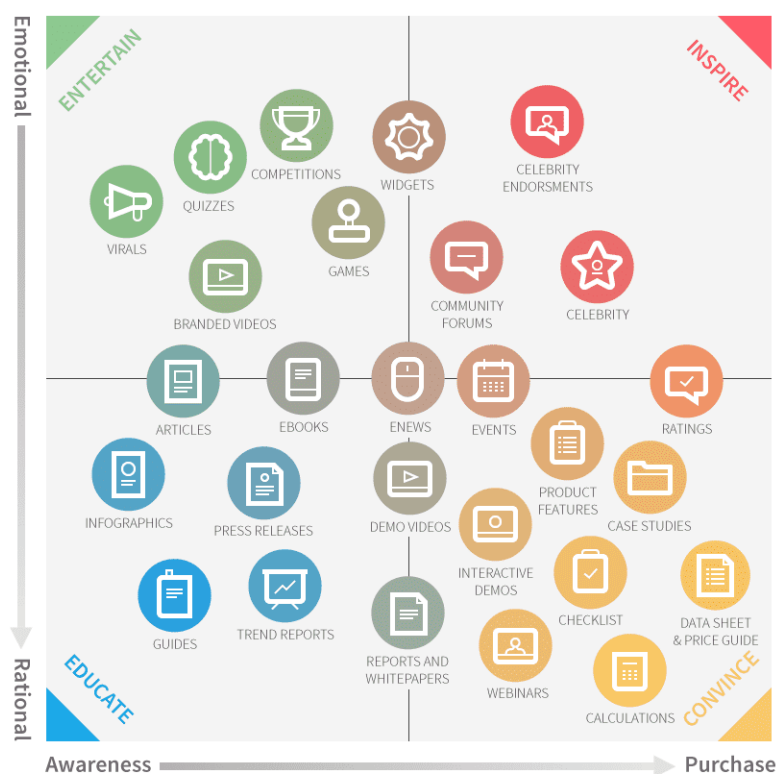 Emotional
ENTERTAIN
INSPIRE
COMPETITIONS
WIDGETS
CELEBRITY
ENDORSMENTS
QUIZZES
VIRALS
GAMES
BRANDED VIDEOS
COMMUNITY
FORUMS
CELEBRITY
ARTICLES
EBOOKS
ENEWS
EVENTS
RATINGS
INFOGRAPHICS
PRESS RELEASES
DEMO VIDEOS
PRODUCT
FEATURES
CASE STUDIES
INTERACTIVE
DEMOS
GUIDES
TREND REPORTS
CHECKLIST
DATA SHEET
& PRICE GUIDE
REPORTS AND
WHITEPAPERS
WEBINARS
CALCULATIONS
Rational
EDUCATE
CONVINCE
Awareness
Purchase